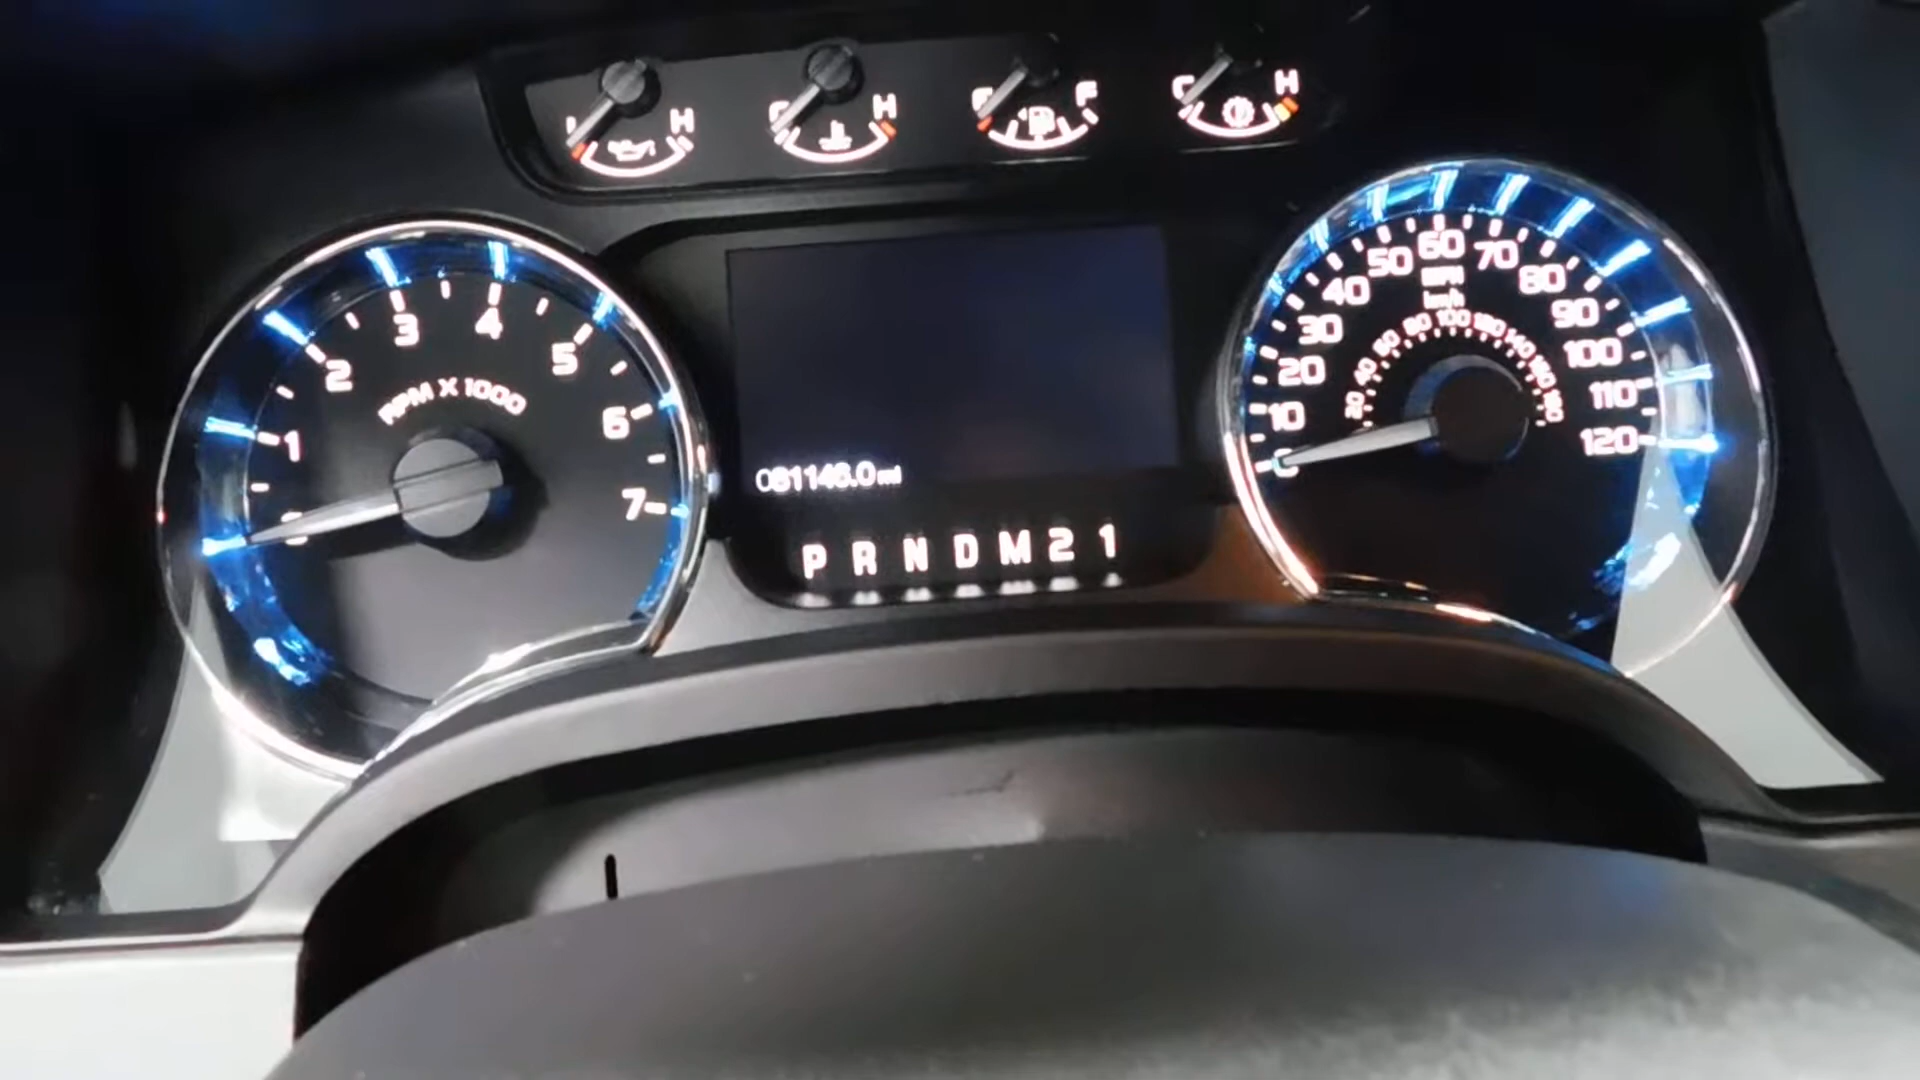 H
H
F
C H
1 2 3 4 5 6 7
RPM X 1000
081146.0 mi
P R N D M 2 1
10 20 30 40 50 60 70 80 90 100 110 120
MPH
km/h
20 40 60 80 100 120 140 160 180